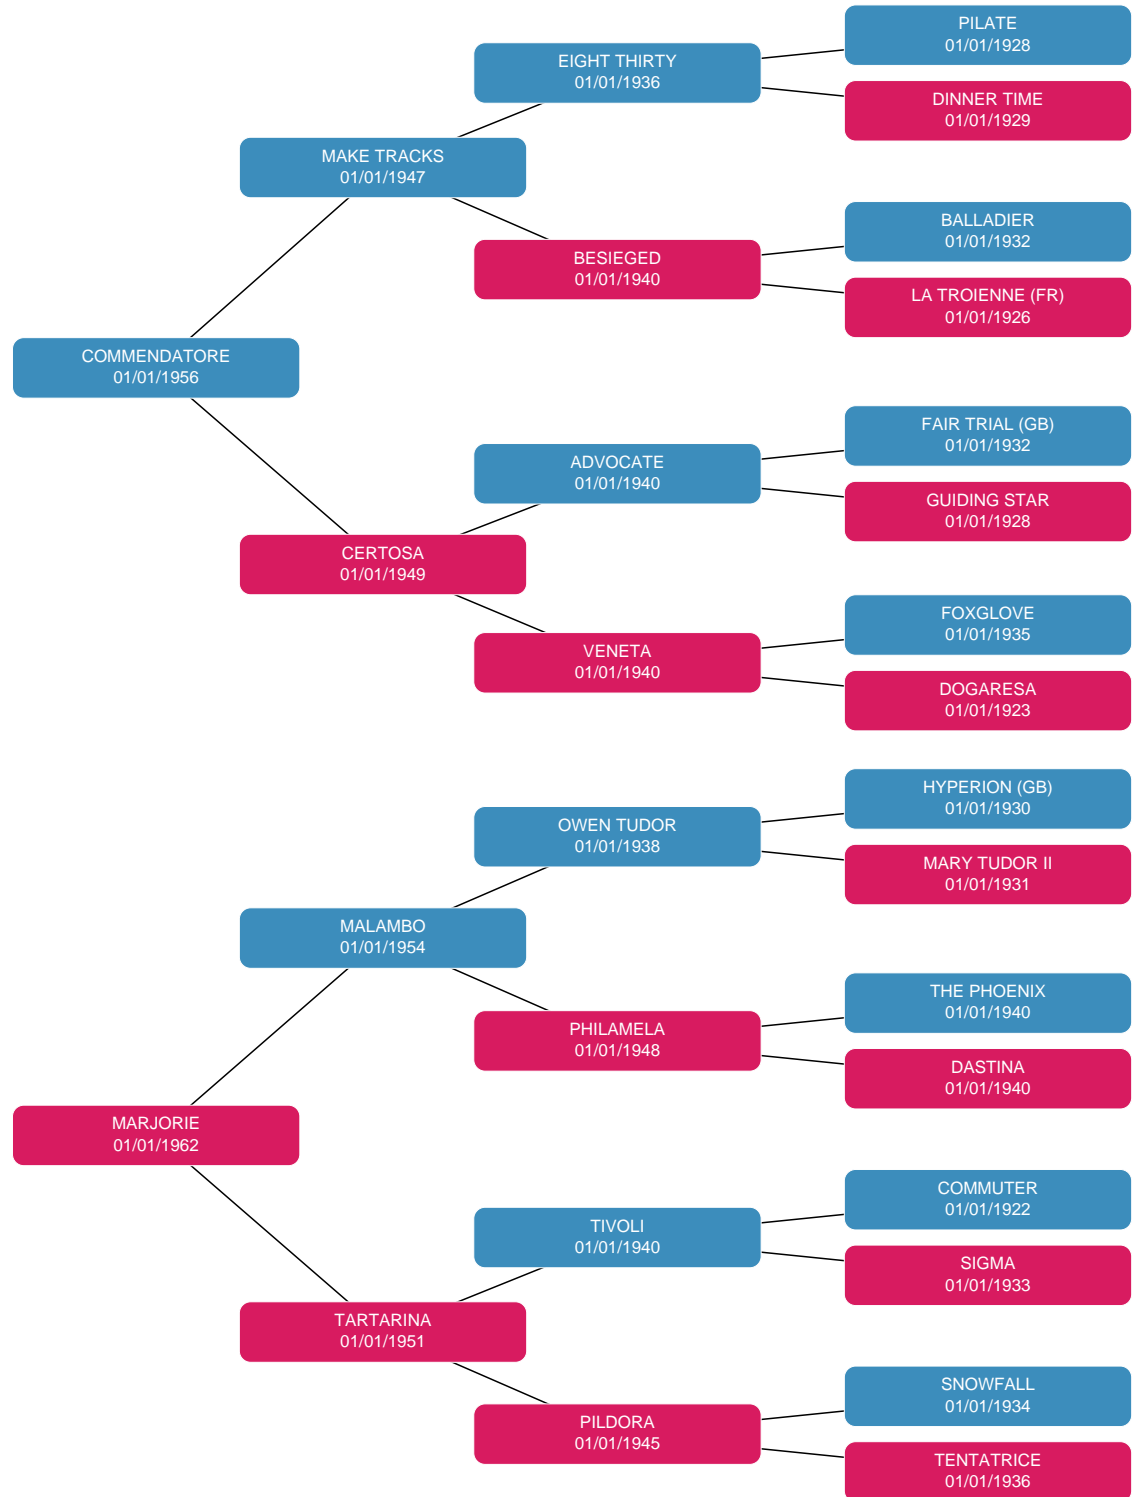 PILATE
01/01/1928
EIGHT THIRTY
01/01/1936
DINNER TIME
01/01/1929
MAKE TRACKS
01/01/1947
BALLADIER
01/01/1932
BESIEGED
01/01/1940
LA TROIENNE (FR)
01/01/1926
COMMENDATORE
01/01/1956
FAIR TRIAL (GB)
01/01/1932
ADVOCATE
01/01/1940
GUIDING STAR
01/01/1928
CERTOSA
01/01/1949
FOXGLOVE
01/01/1935
VENETA
01/01/1940
DOGARESA
01/01/1923
HYPERION (GB)
01/01/1930
OWEN TUDOR
01/01/1938
MARY TUDOR II
01/01/1931
MALAMBO
01/01/1954
THE PHOENIX
01/01/1940
PHILAMELA
01/01/1948
DASTINA
01/01/1940
MARJORIE
01/01/1962
COMMUTER
01/01/1922
TIVOLI
01/01/1940
SIGMA
01/01/1933
TARTARINA
01/01/1951
SNOWFALL
01/01/1934
PILDORA
01/01/1945
TENTATRICE
01/01/1936